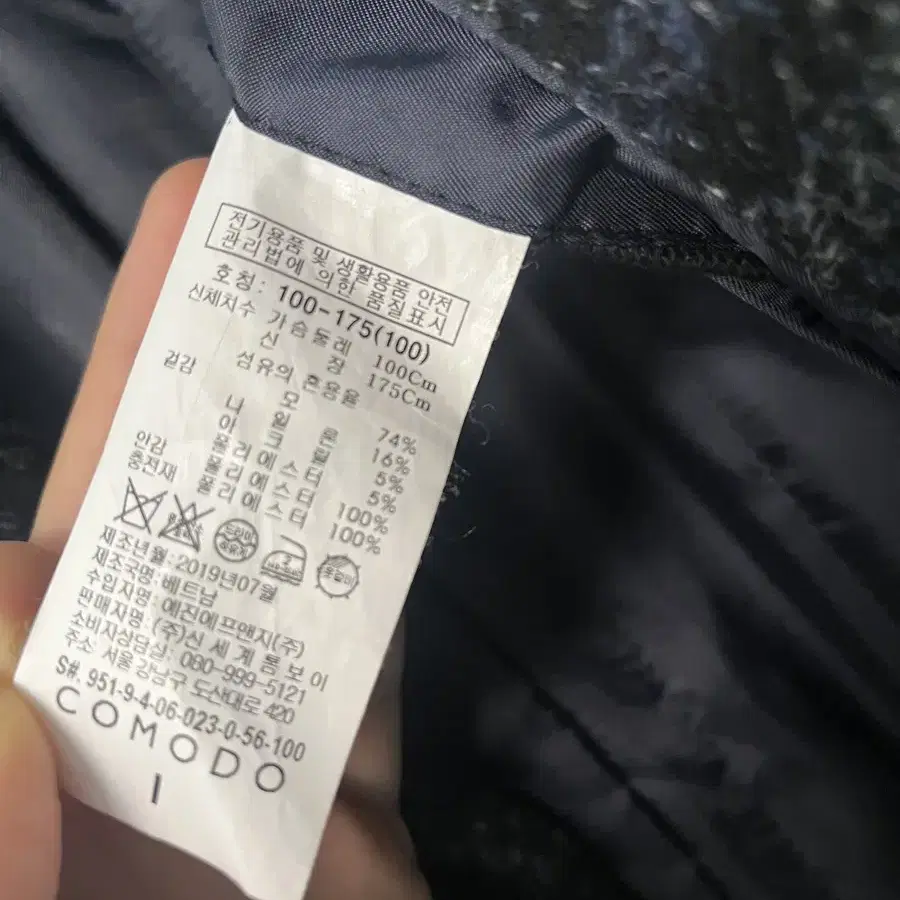 전기용품 및 생활용품 안전
관리법에 의한 품질표시
호칭: 100-175(100)
신체치수 가슴둘레 100Cm
신 장 175Cm
겉감 섬유의 혼용율
모 74%
나 일 론 16%
아 크 릴 5%
폴리에스터 5%
안감 폴리에스터 100%
충전재 폴리에스터 100%
드라이
제조년월: 2019년07월
제조국명: 베트남
수입자명: 예진에프앤지(주)
판매자명: (주)신세계톰보이
소비자상담실: 080-999-5121
주소 서울 강남구 도산대로 420
S#. 951-9-4-06-023-0-56-100
COMODO
I